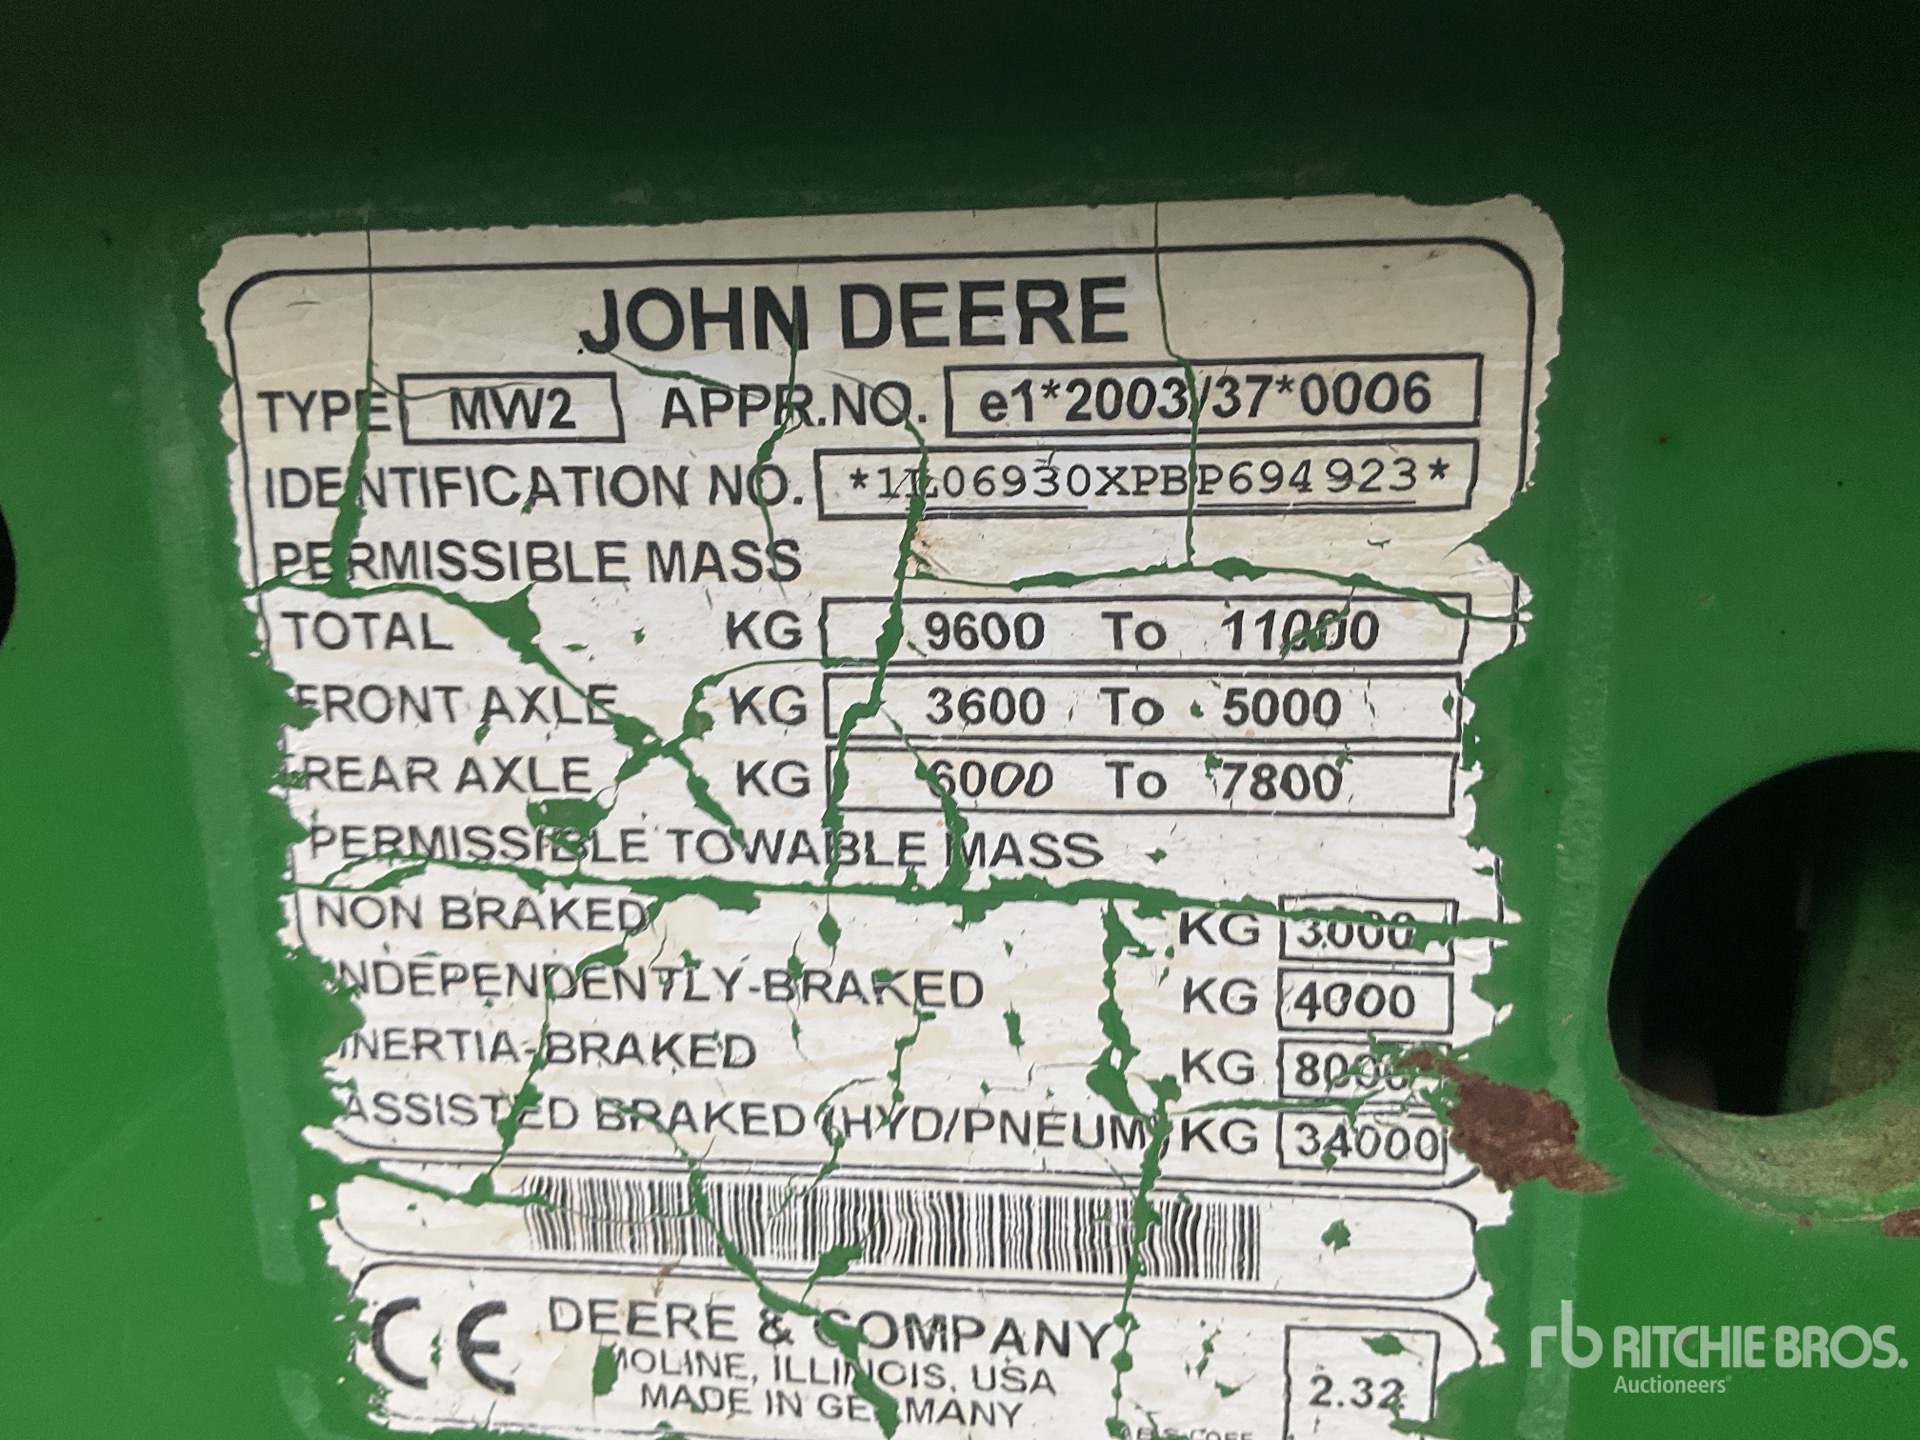 JOHN DEERE
TYPE MW2 APPR.NO. e1*2003/37*0006
IDENTIFICATION NO. *1L06930XPBP694923*
PERMISSIBLE MASS
TOTAL KG 9600 To 11000
FRONT AXLE KG 3600 To 5000
REAR AXLE KG 6000 To 7800
PERMISSIBLE TOWABLE MASS
NON BRAKED KG 3000
INDEPENDENTLY-BRAKED KG 4000
INERTIA-BRAKED KG 8000
ASSISTED BRAKED (HYD/PNEUM) KG 34000
CE DEERE & COMPANY
MOLINE, ILLINOIS, USA
MADE IN GERMANY
2.32
rb RITCHIE BROS.
Auctioneers